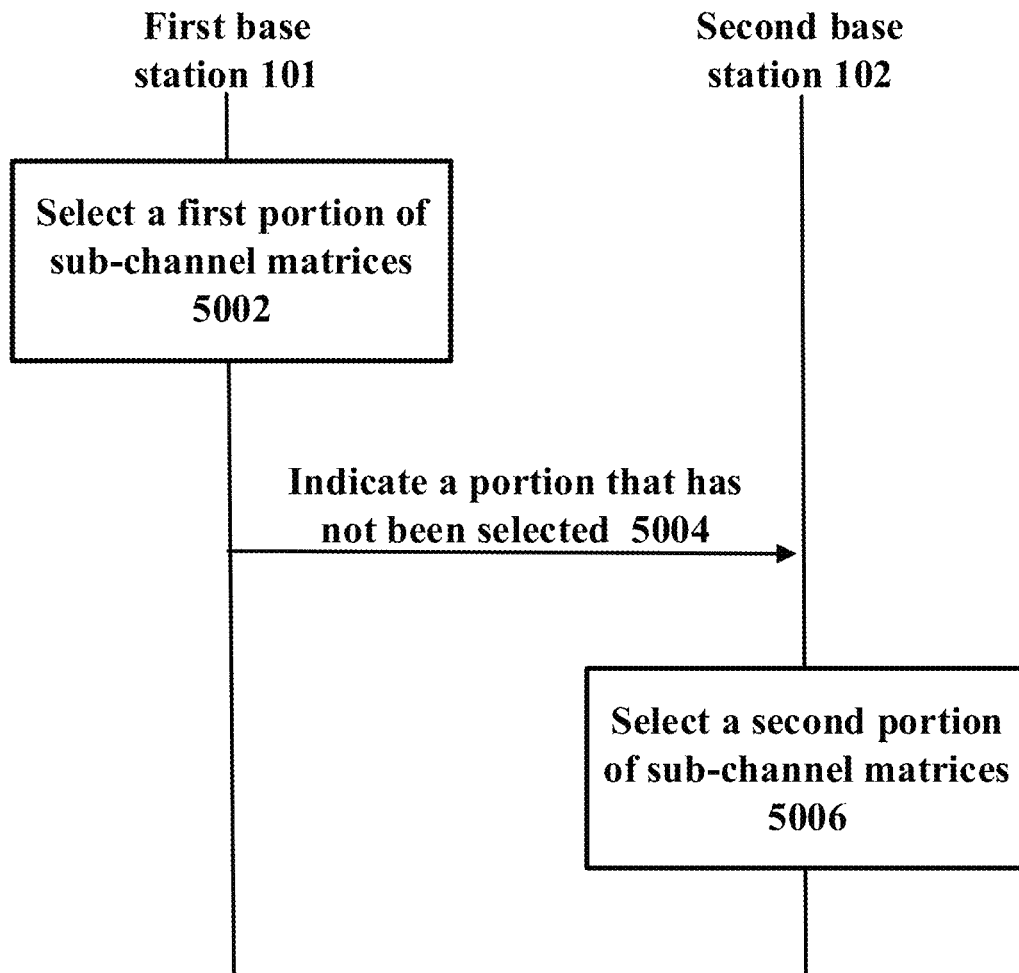 First base
station 101
Second base
station 102
Select a first portion of
sub-channel matrices
5002
Indicate a portion that has
not been selected 5004
Select a second portion
of sub-channel matrices
5006